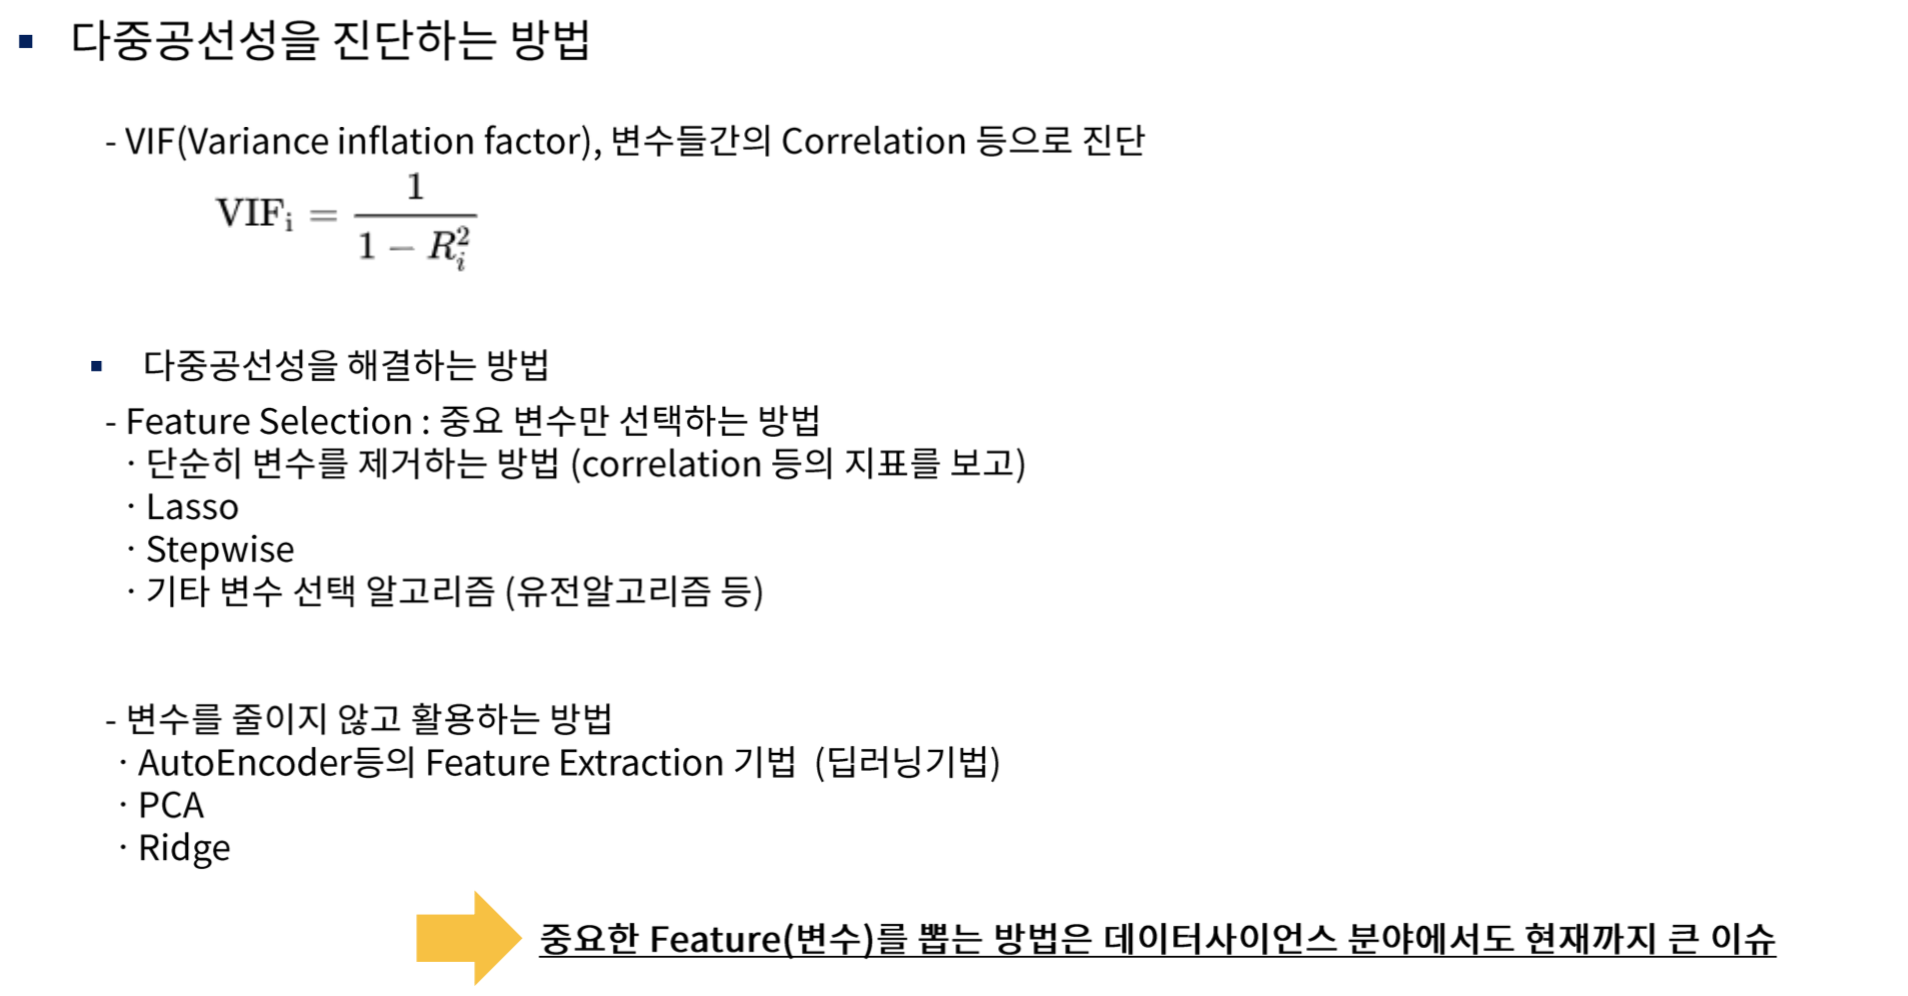 ▪ 다중공선성을 진단하는 방법
- VIF(Variance inflation factor), 변수들간의 Correlation 등으로 진단
VIF_i = 1 / (1 − R_i^2)
▪ 다중공선성을 해결하는 방법
- Feature Selection : 중요 변수만 선택하는 방법
· 단순히 변수를 제거하는 방법 (correlation 등의 지표를 보고)
· Lasso
· Stepwise
· 기타 변수 선택 알고리즘 (유전알고리즘 등)
- 변수를 줄이지 않고 활용하는 방법
· AutoEncoder등의 Feature Extraction 기법 (딥러닝기법)
· PCA
· Ridge
중요한 Feature(변수)를 뽑는 방법은 데이터사이언스 분야에서도 현재까지 큰 이슈